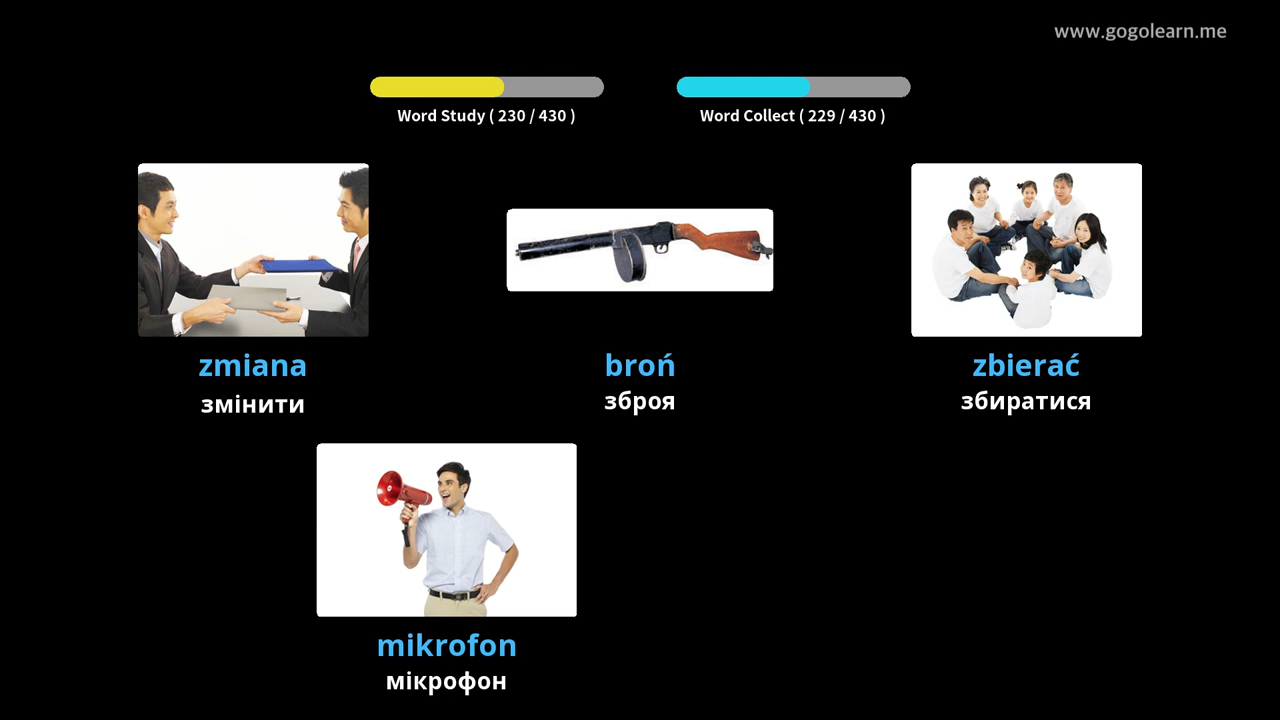 www.gogolearn.me
Word Study ( 230 / 430 )
Word Collect ( 229 / 430 )
zmiana
змінити
broń
зброя
zbierać
збиратися
mikrofon
мікрофон